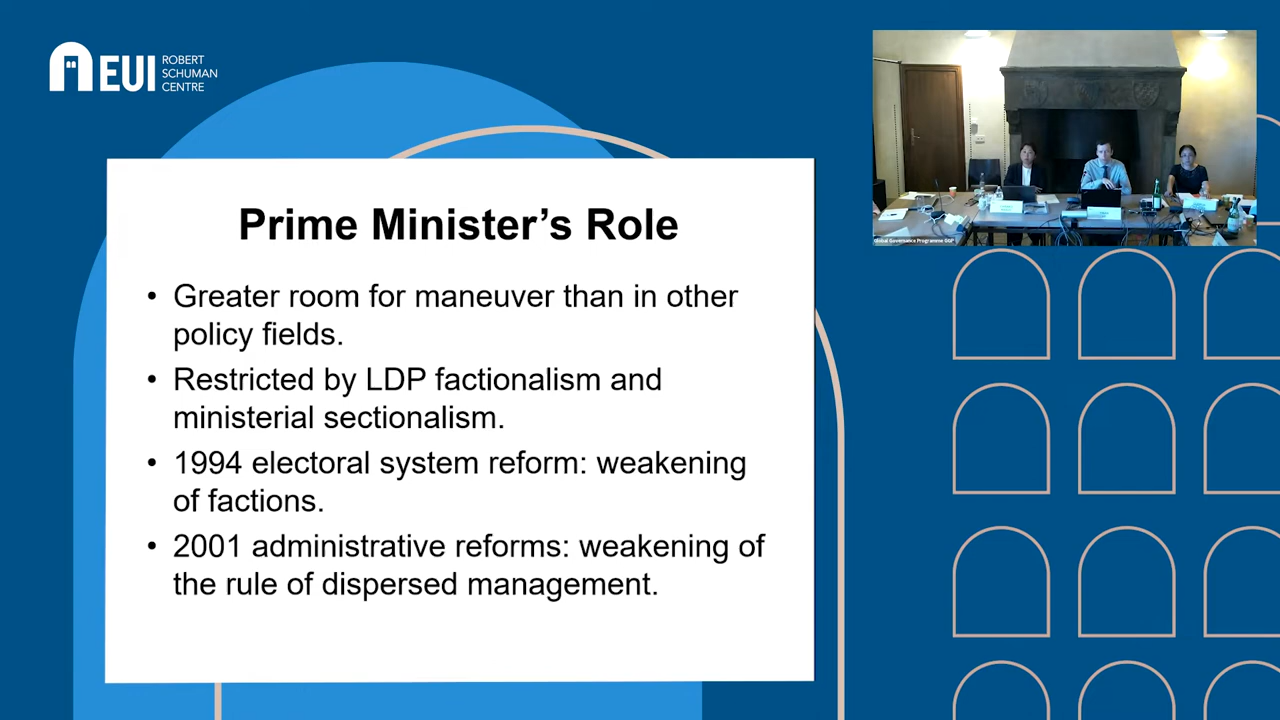 EUI
ROBERT
SCHUMAN
CENTRE
Prime Minister's Role
• Greater room for maneuver than in other
policy fields.
• Restricted by LDP factionalism and
ministerial sectionalism.
• 1994 electoral system reform: weakening
of factions.
• 2001 administrative reforms: weakening of
the rule of dispersed management.
Global Governance Programme GGP